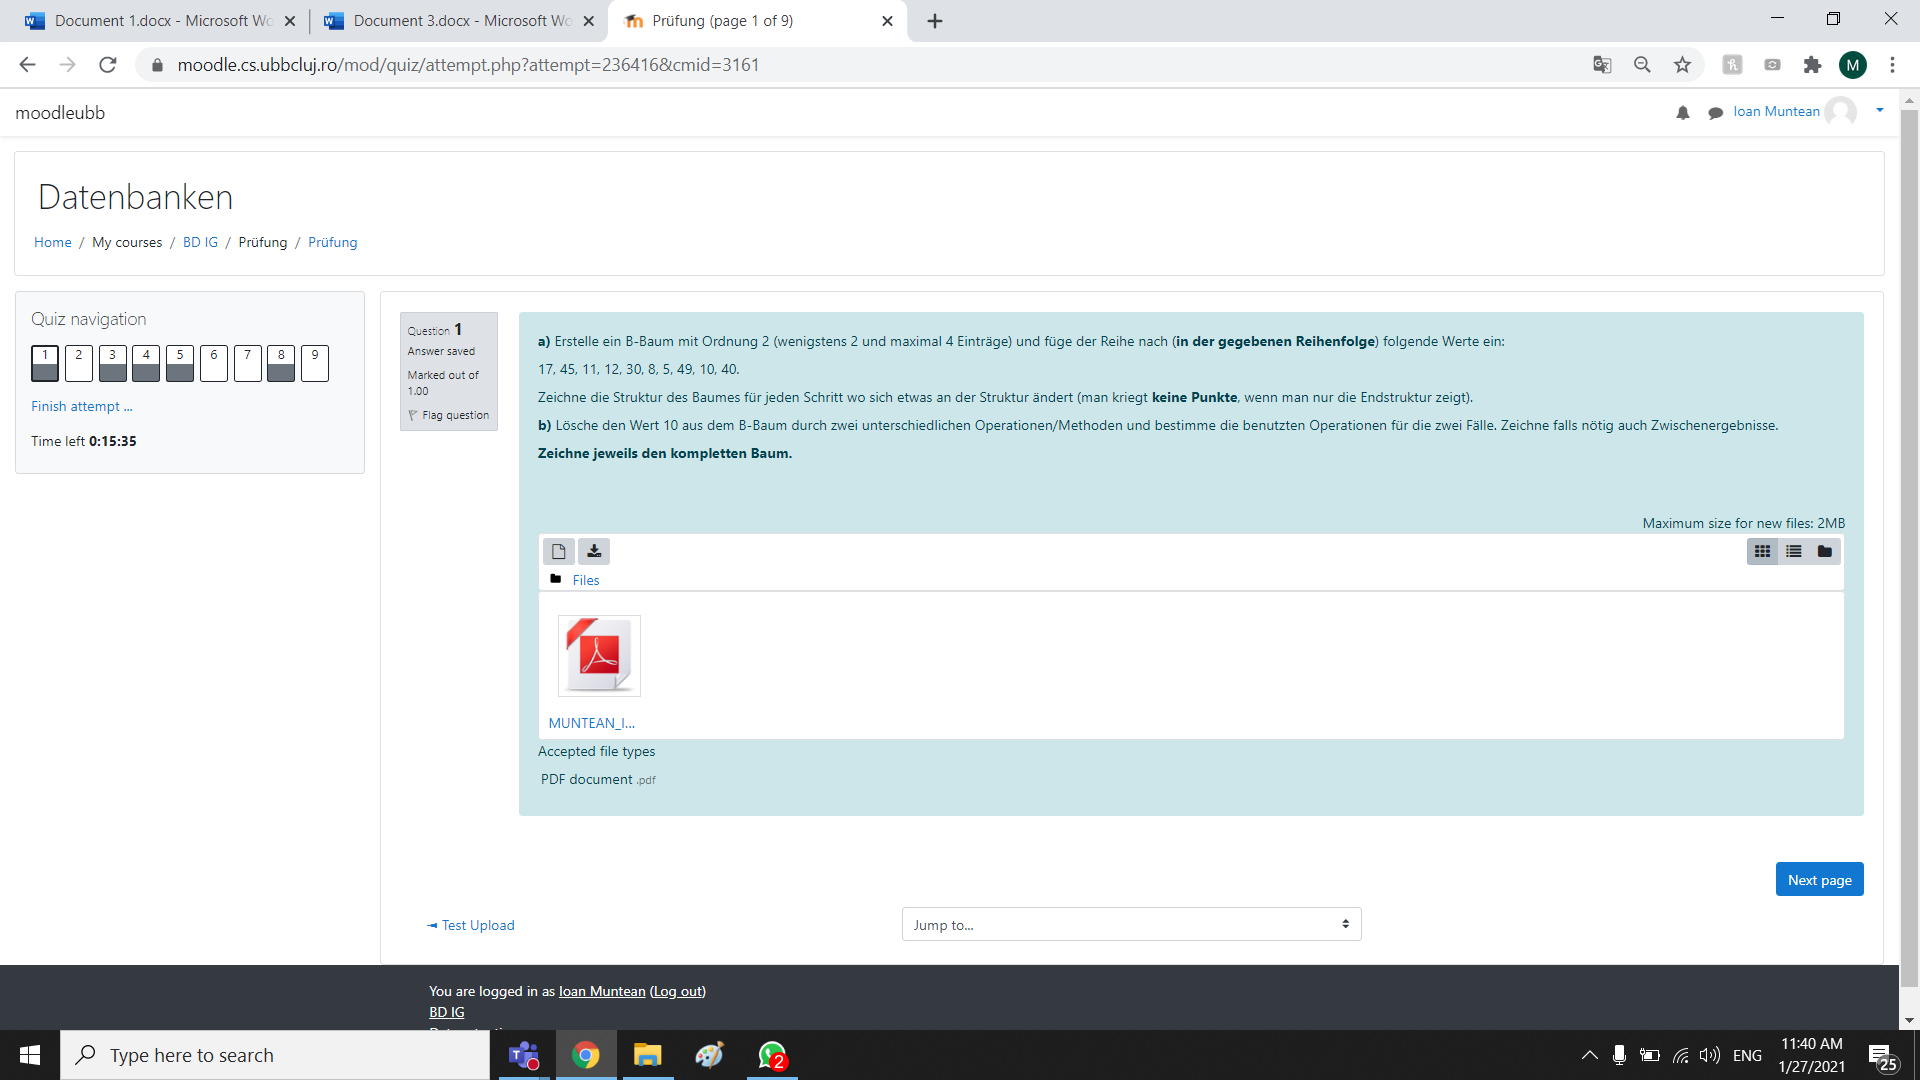 Document 1.docx - Microsoft Wo
Document 3.docx - Microsoft Wo
Prüfung (page 1 of 9)
moodle.cs.ubbcluj.ro/mod/quiz/attempt.php?attempt=236416&cmid=3161
M
moodleubb
Ioan Muntean
Datenbanken
Home / My courses / BD IG / Prüfung / Prüfung
Quiz navigation
1 2 3 4 5 6 7 8 9
Finish attempt ...
Time left 0:15:35
Question 1
Answer saved
Marked out of
1.00
Flag question
a) Erstelle ein B-Baum mit Ordnung 2 (wenigstens 2 und maximal 4 Einträge) und füge der Reihe nach (in der gegebenen Reihenfolge) folgende Werte ein:
17, 45, 11, 12, 30, 8, 5, 49, 10, 40.
Zeichne die Struktur des Baumes für jeden Schritt wo sich etwas an der Struktur ändert (man kriegt keine Punkte, wenn man nur die Endstruktur zeigt).
b) Lösche den Wert 10 aus dem B-Baum durch zwei unterschiedlichen Operationen/Methoden und bestimme die benutzten Operationen für die zwei Fälle. Zeichne falls nötig auch Zwischenergebnisse.
Zeichne jeweils den kompletten Baum.
Maximum size for new files: 2MB
Files
MUNTEAN_I...
Accepted file types
PDF document .pdf
Next page
◄ Test Upload
Jump to...
You are logged in as Ioan Muntean (Log out)
BD IG
Type here to search
2
ENG
11:40 AM
1/27/2021
25